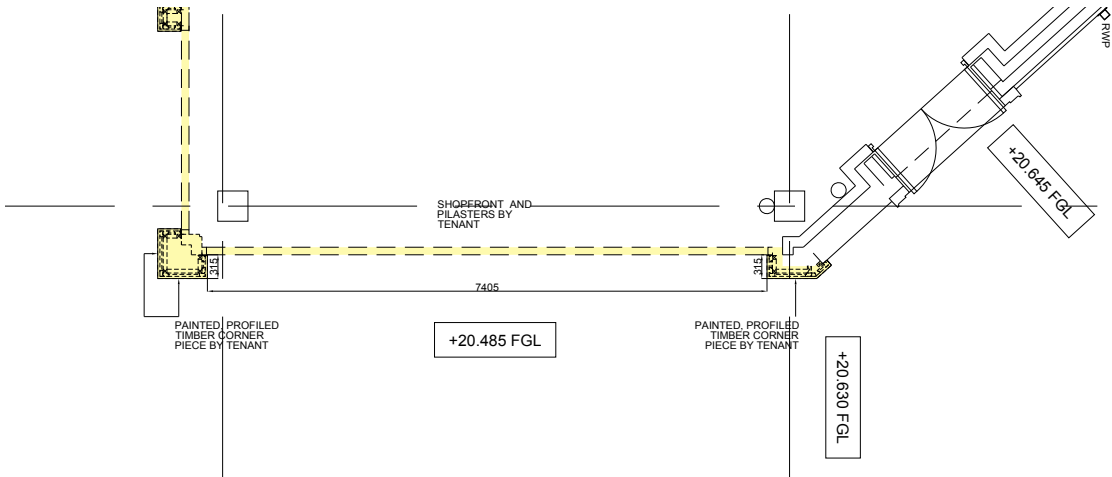 RWP
+20.645 FGL
SHOPFRONT AND
PILASTERS BY
TENANT
315
315
7405
PAINTED, PROFILED
TIMBER CORNER
PIECE BY TENANT
+20.485 FGL
PAINTED, PROFILED
TIMBER CORNER
PIECE BY TENANT
+20.630 FGL